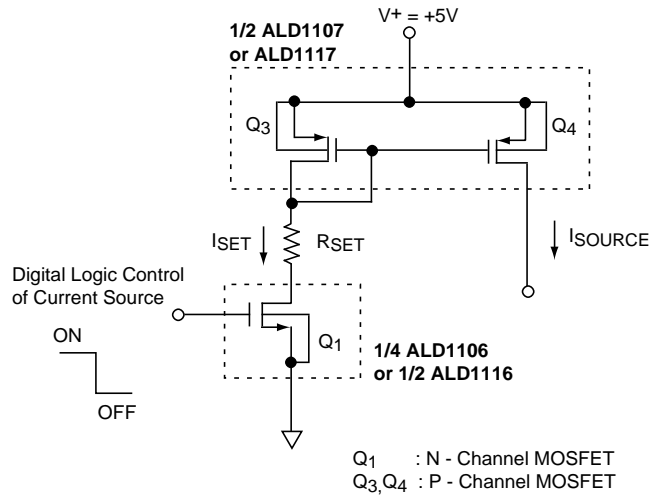 V+ = +5V
1/2 ALD1107
or ALD1117
Q3
Q4
ISET
RSET
ISOURCE
Digital Logic Control
of Current Source
ON
OFF
Q1
1/4 ALD1106
or 1/2 ALD1116
Q1 : N - Channel MOSFET
Q3,Q4 : P - Channel MOSFET